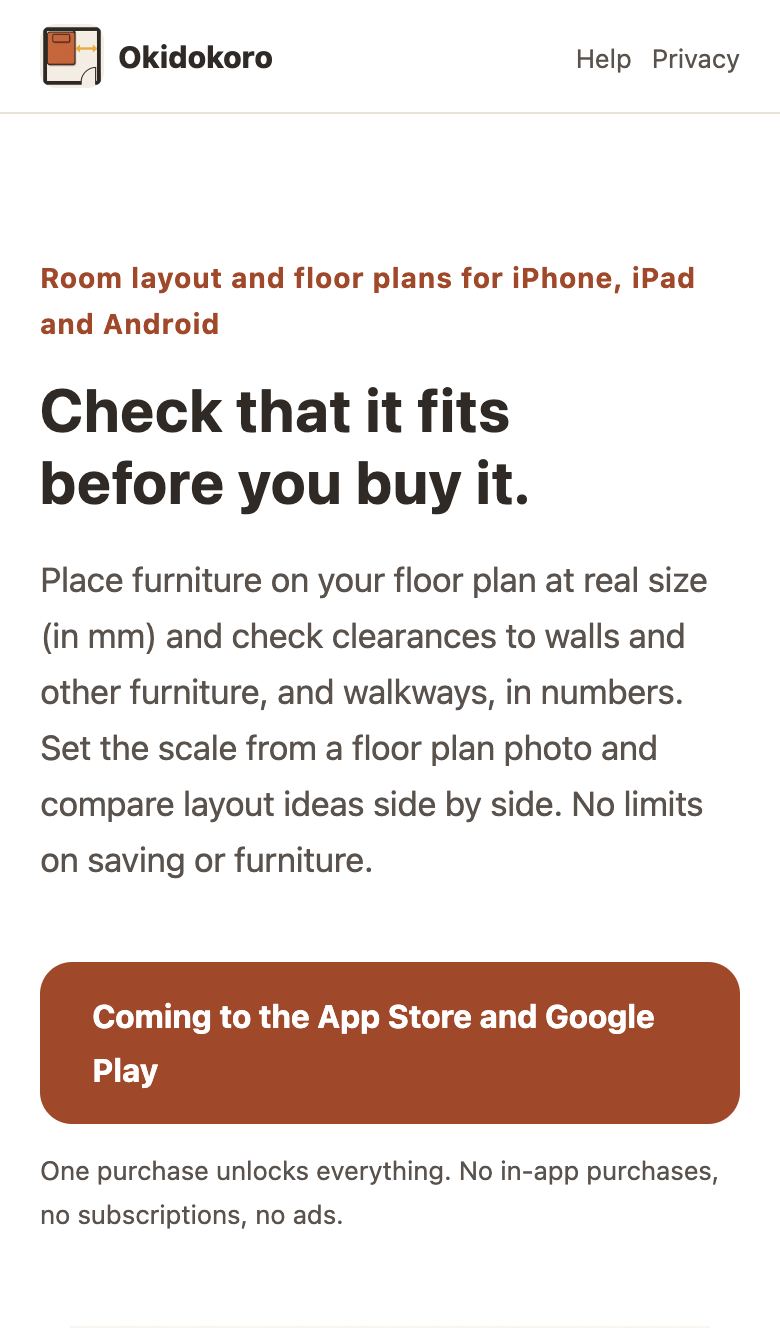 Okidokoro
Help Privacy
Room layout and floor plans for iPhone, iPad
and Android
Check that it fits
before you buy it.
Place furniture on your floor plan at real size
(in mm) and check clearances to walls and
other furniture, and walkways, in numbers.
Set the scale from a floor plan photo and
compare layout ideas side by side. No limits
on saving or furniture.
Coming to the App Store and Google
Play
One purchase unlocks everything. No in-app purchases,
no subscriptions, no ads.